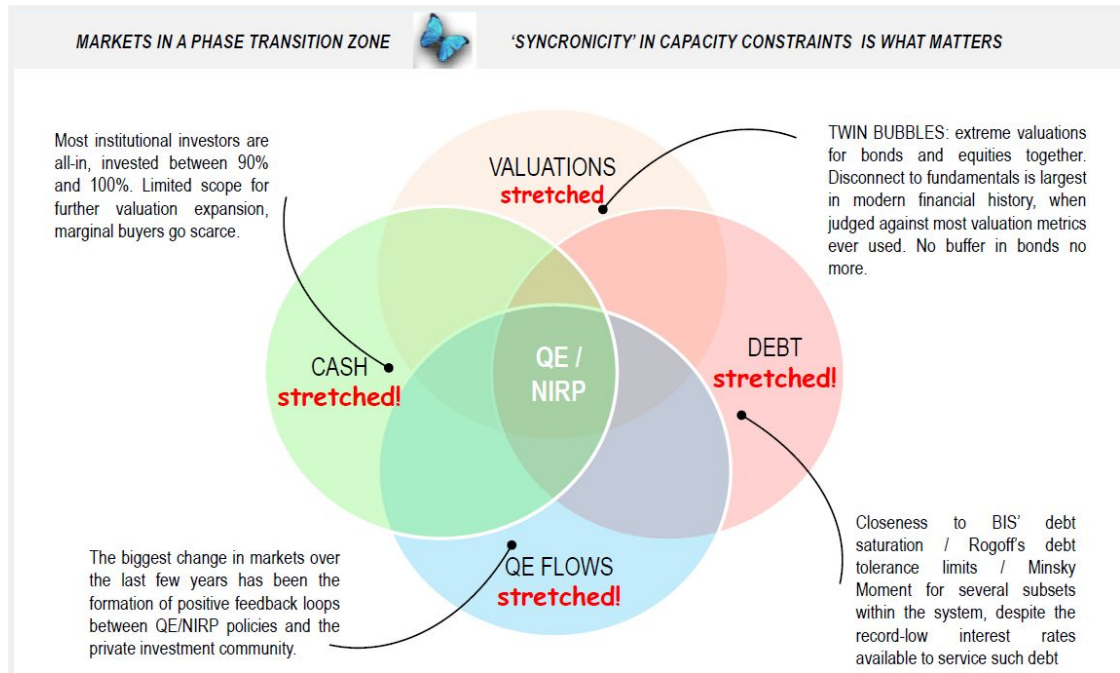 MARKETS IN A PHASE TRANSITION ZONE
‘SYNCRONICITY’ IN CAPACITY CONSTRAINTS IS WHAT MATTERS
Most institutional investors are
all-in, invested between 90%
and 100%. Limited scope for
further valuation expansion,
marginal buyers go scarce.
VALUATIONS
stretched
TWIN BUBBLES: extreme valuations
for bonds and equities together.
Disconnect to fundamentals is largest
in modern financial history, when
judged against most valuation metrics
ever used. No buffer in bonds no
more.
CASH
stretched!
QE /
NIRP
DEBT
stretched!
The biggest change in markets over
the last few years has been the
formation of positive feedback loops
between QE/NIRP policies and the
private investment community.
QE FLOWS
stretched!
Closeness to BIS’ debt
saturation / Rogoff’s debt
tolerance limits / Minsky
Moment for several subsets
within the system, despite the
record-low interest rates
available to service such debt